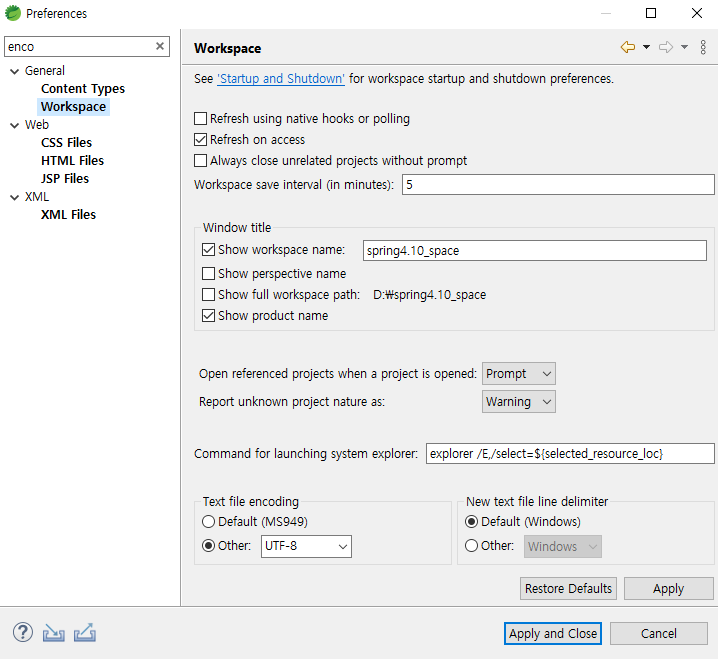 Preferences
enco
General
Content Types
Workspace
Web
CSS Files
HTML Files
JSP Files
XML
XML Files
Workspace
See 'Startup and Shutdown' for workspace startup and shutdown preferences.
Refresh using native hooks or polling
Refresh on access
Always close unrelated projects without prompt
Workspace save interval (in minutes): 5
Window title
Show workspace name: spring4.10_space
Show perspective name
Show full workspace path: D:₩spring4.10_space
Show product name
Open referenced projects when a project is opened: Prompt
Report unknown project nature as: Warning
Command for launching system explorer: explorer /E,/select=${selected_resource_loc}
Text file encoding
Default (MS949)
Other: UTF-8
New text file line delimiter
Default (Windows)
Other: Windows
Restore Defaults Apply
Apply and Close Cancel